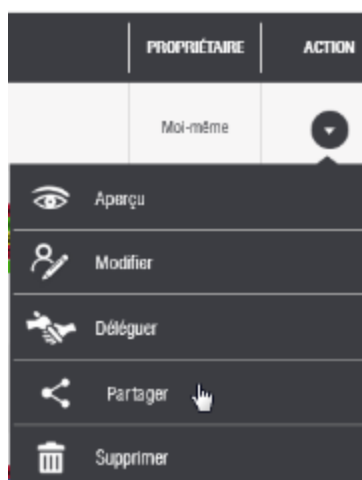 PROPRIÉTAIRE ACTION
Moi-même
Aperçu
Modifier
Déléguer
Partager
Supprimer